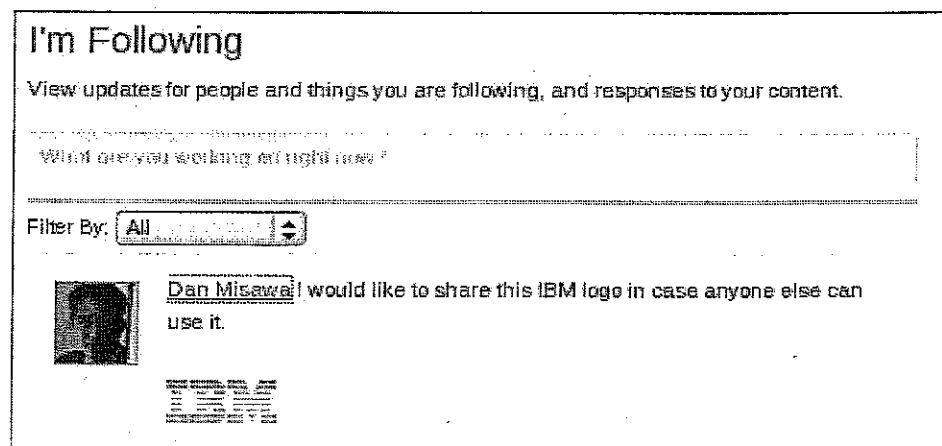 I'm Following
View updates for people and things you are following, and responses to your content.
What are you working on right now?
Filter By: All
Dan Misawa I would like to share this IBM logo in case anyone else can
use it.
IBM